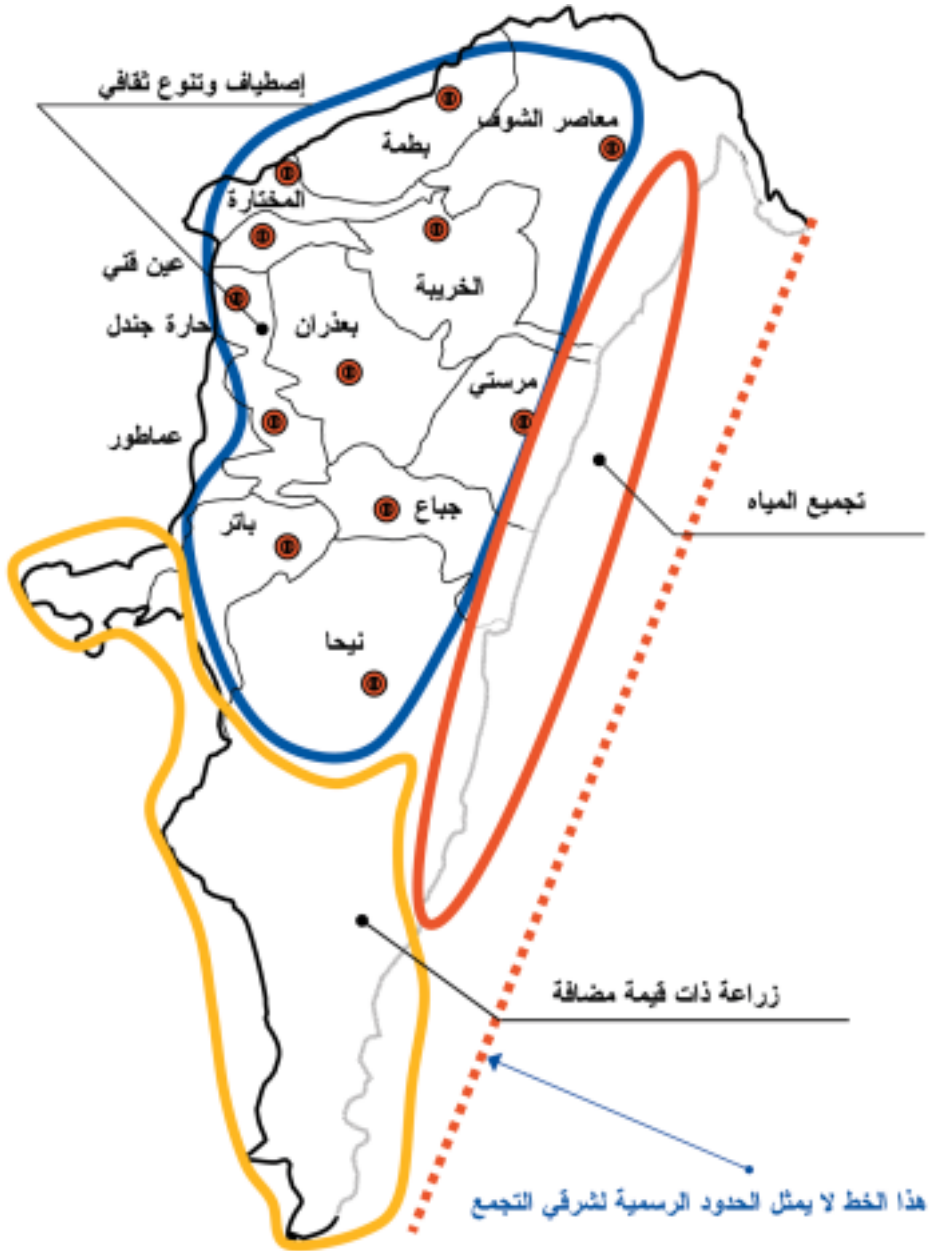 إصطياف وتنوع ثقافي
معاصر الشوف
بطمة
المختارة
عين قني
الخريبة
حارة جندل
بعذران
مرستي
عماطور
تجميع المياه
جباع
باتر
نيحا
زراعة ذات قيمة مضافة
هذا الخط لا يمثل الحدود الرسمية لشرقي التجمع